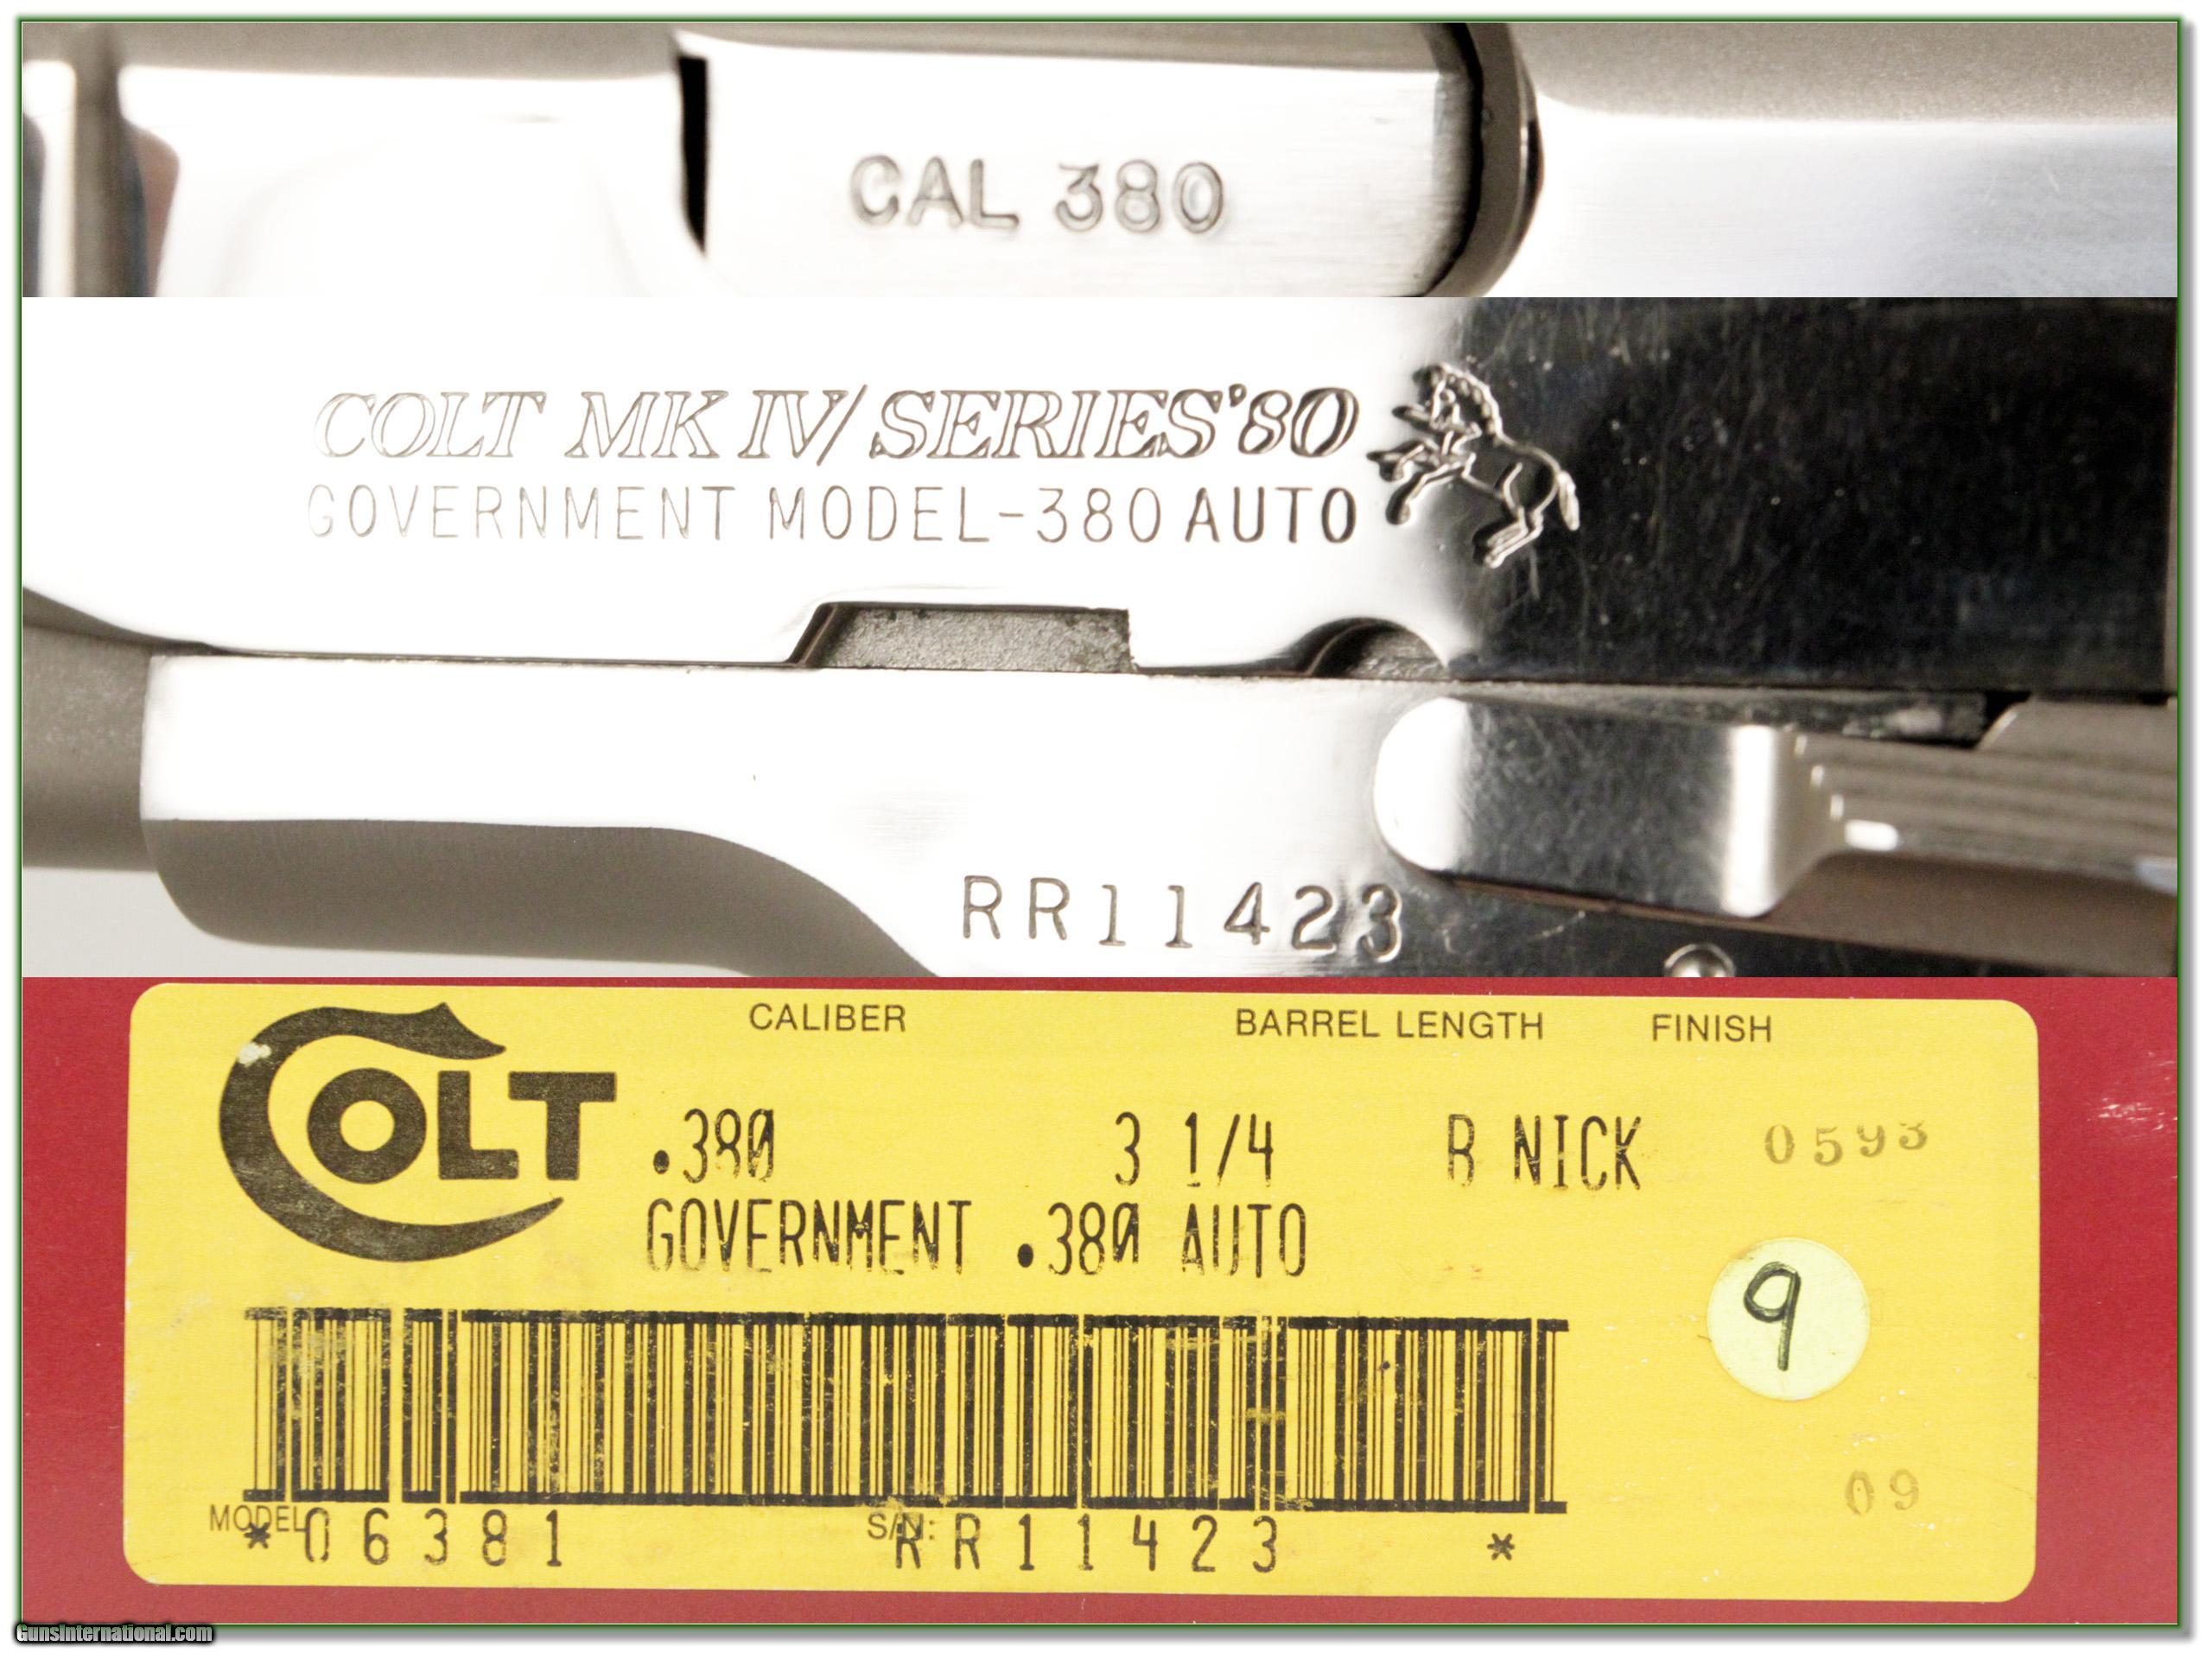 CAL 380
COLT MK IV/SERIES'80
GOVERNMENT MODEL-380 AUTO
RR11423
COLT
CALIBER BARREL LENGTH FINISH
.380 3 1/4 B NICK 0593
GOVERNMENT .380 AUTO
9
09
MODEL S/N:
*06381 RR11423 *
GunsInternational.com